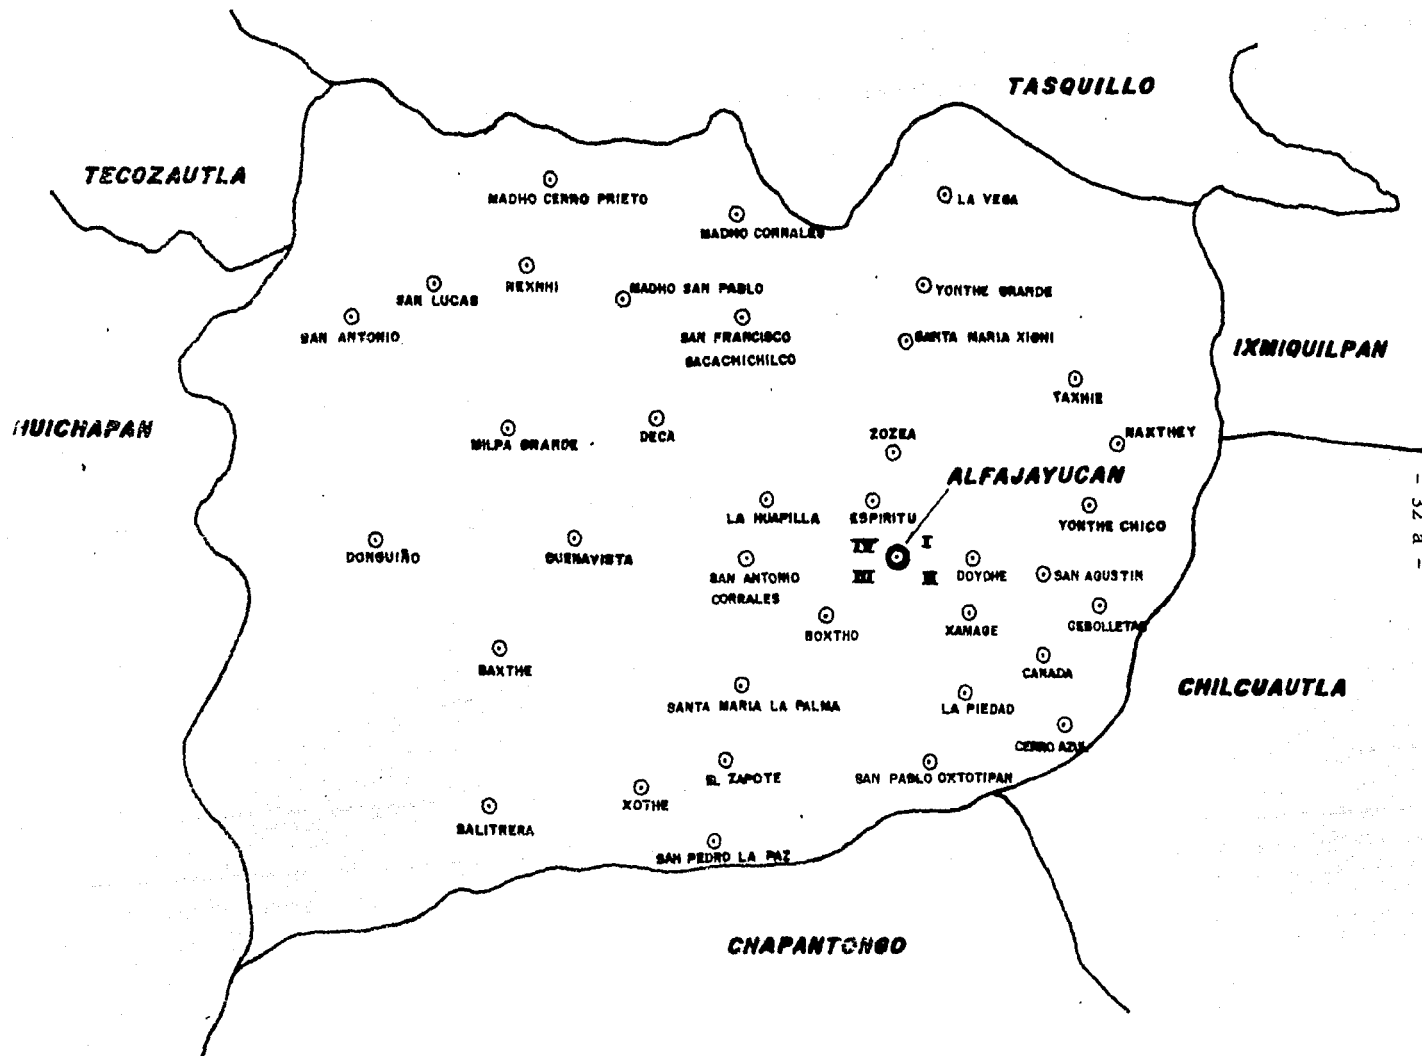 TASQUILLO
TECOZAUTLA
MADHO CERRO PRIETO
LA VEGA
MADHO CORRALES
SAN LUCAS
NEXNHI
MADHO SAN PABLO
YONTHE GRANDE
SAN ANTONIO
SAN FRANCISCO
SACACHICHILCO
SANTA MARIA XIGHI
IXMIQUILPAN
TAXHIE
HUICHAPAN
MILPA GRANDE
DECA
ZOZEA
NAXTHEY
ALFAJAYUCAN
LA HUAPILLA
ESPIRITU
YONTHE CHICO
- 32 a -
DONGUIÑO
BUENAVISTA
IV
I
SAN ANTONIO
CORRALES
III
II
DOYDHE
SAN AGUSTIN
BOXTHO
XAMAGE
CEBOLLETAS
BAXTHE
CANADA
SANTA MARIA LA PALMA
LA PIEDAD
CHILCUAUTLA
CERRO AZUL
EL ZAPOTE
SAN PABLO OXTOTIPAN
XOTHE
SALITRERA
SAN PEDRO LA PAZ
CHAPANTONGO